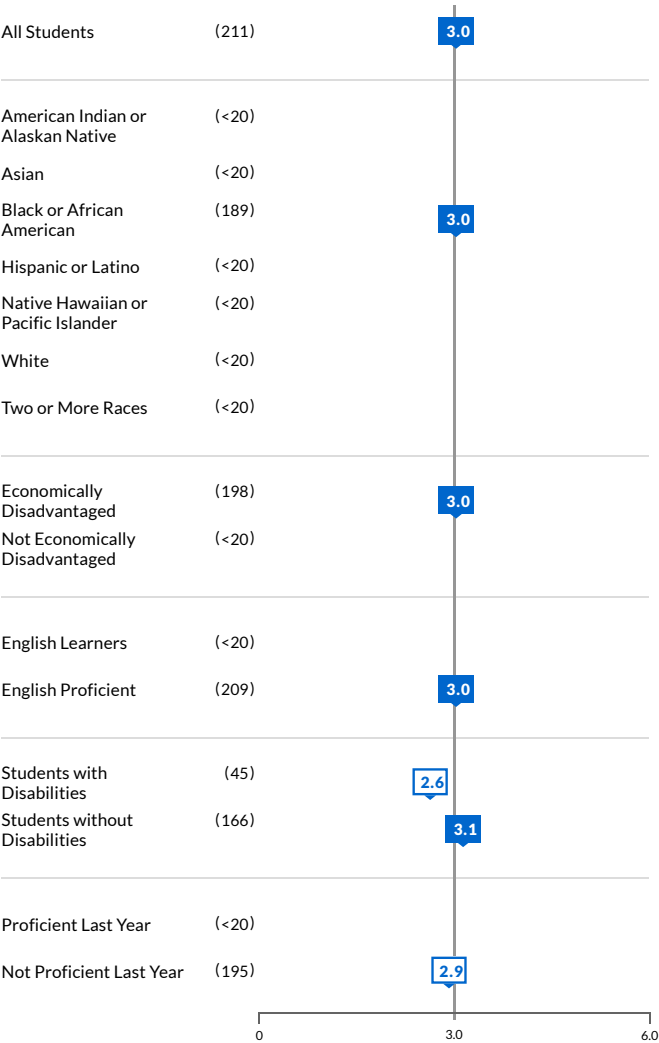 All Students (211) 3.0
American Indian or
Alaskan Native (<20)
Asian (<20)
Black or African
American (189) 3.0
Hispanic or Latino (<20)
Native Hawaiian or
Pacific Islander (<20)
White (<20)
Two or More Races (<20)
Economically
Disadvantaged (198) 3.0
Not Economically
Disadvantaged (<20)
English Learners (<20)
English Proficient (209) 3.0
Students with
Disabilities (45) 2.6
Students without
Disabilities (166) 3.1
Proficient Last Year (<20)
Not Proficient Last Year (195) 2.9
0 3.0 6.0